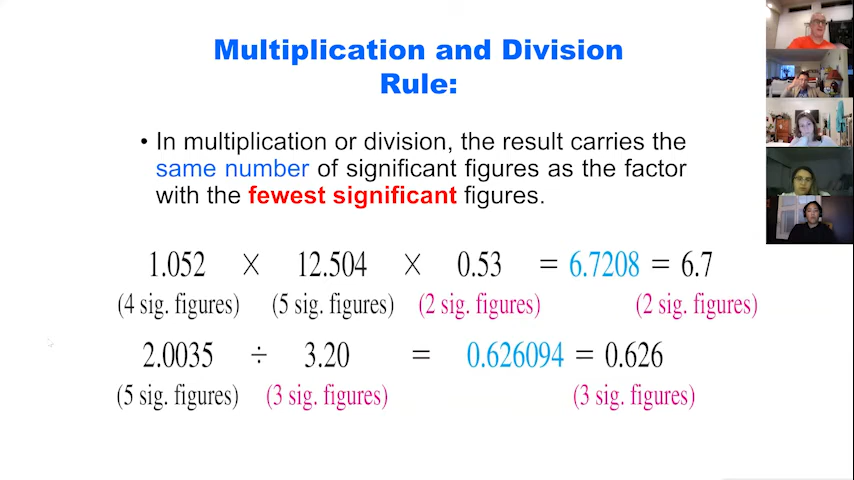 Multiplication and Division
Rule:
• In multiplication or division, the result carries the
same number of significant figures as the factor
with the fewest significant figures.
1.052 × 12.504 × 0.53 = 6.7208 = 6.7
(4 sig. figures) (5 sig. figures) (2 sig. figures) (2 sig. figures)
2.0035 ÷ 3.20 = 0.626094 = 0.626
(5 sig. figures) (3 sig. figures) (3 sig. figures)